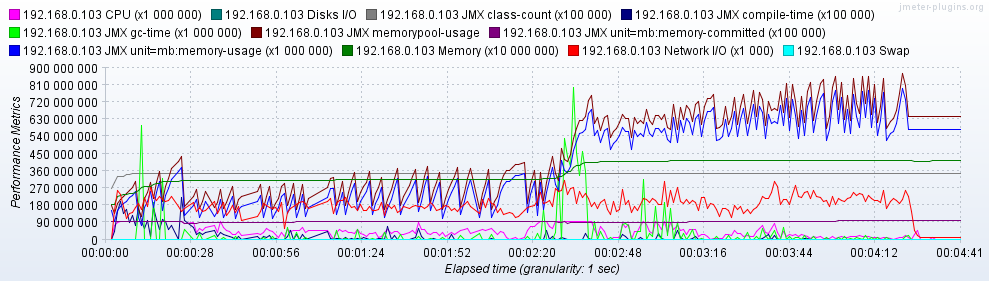 jmeter-plugins.org
192.168.0.103 CPU (x1 000 000) 192.168.0.103 Disks I/O 192.168.0.103 JMX class-count (x100 000) 192.168.0.103 JMX compile-time (x100 000)
192.168.0.103 JMX gc-time (x1 000 000) 192.168.0.103 JMX memorypool-usage 192.168.0.103 JMX unit=mb:memory-committed (x100 000)
192.168.0.103 JMX unit=mb:memory-usage (x1 000 000) 192.168.0.103 Memory (x10 000 000) 192.168.0.103 Network I/O (x1 000) 192.168.0.103 Swap
Performance Metrics
900 000 000
810 000 000
720 000 000
630 000 000
540 000 000
450 000 000
360 000 000
270 000 000
180 000 000
90 000 000
0
00:00:00 00:00:28 00:00:56 00:01:24 00:01:52 00:02:20 00:02:48 00:03:16 00:03:44 00:04:12 00:04:41
Elapsed time (granularity: 1 sec)